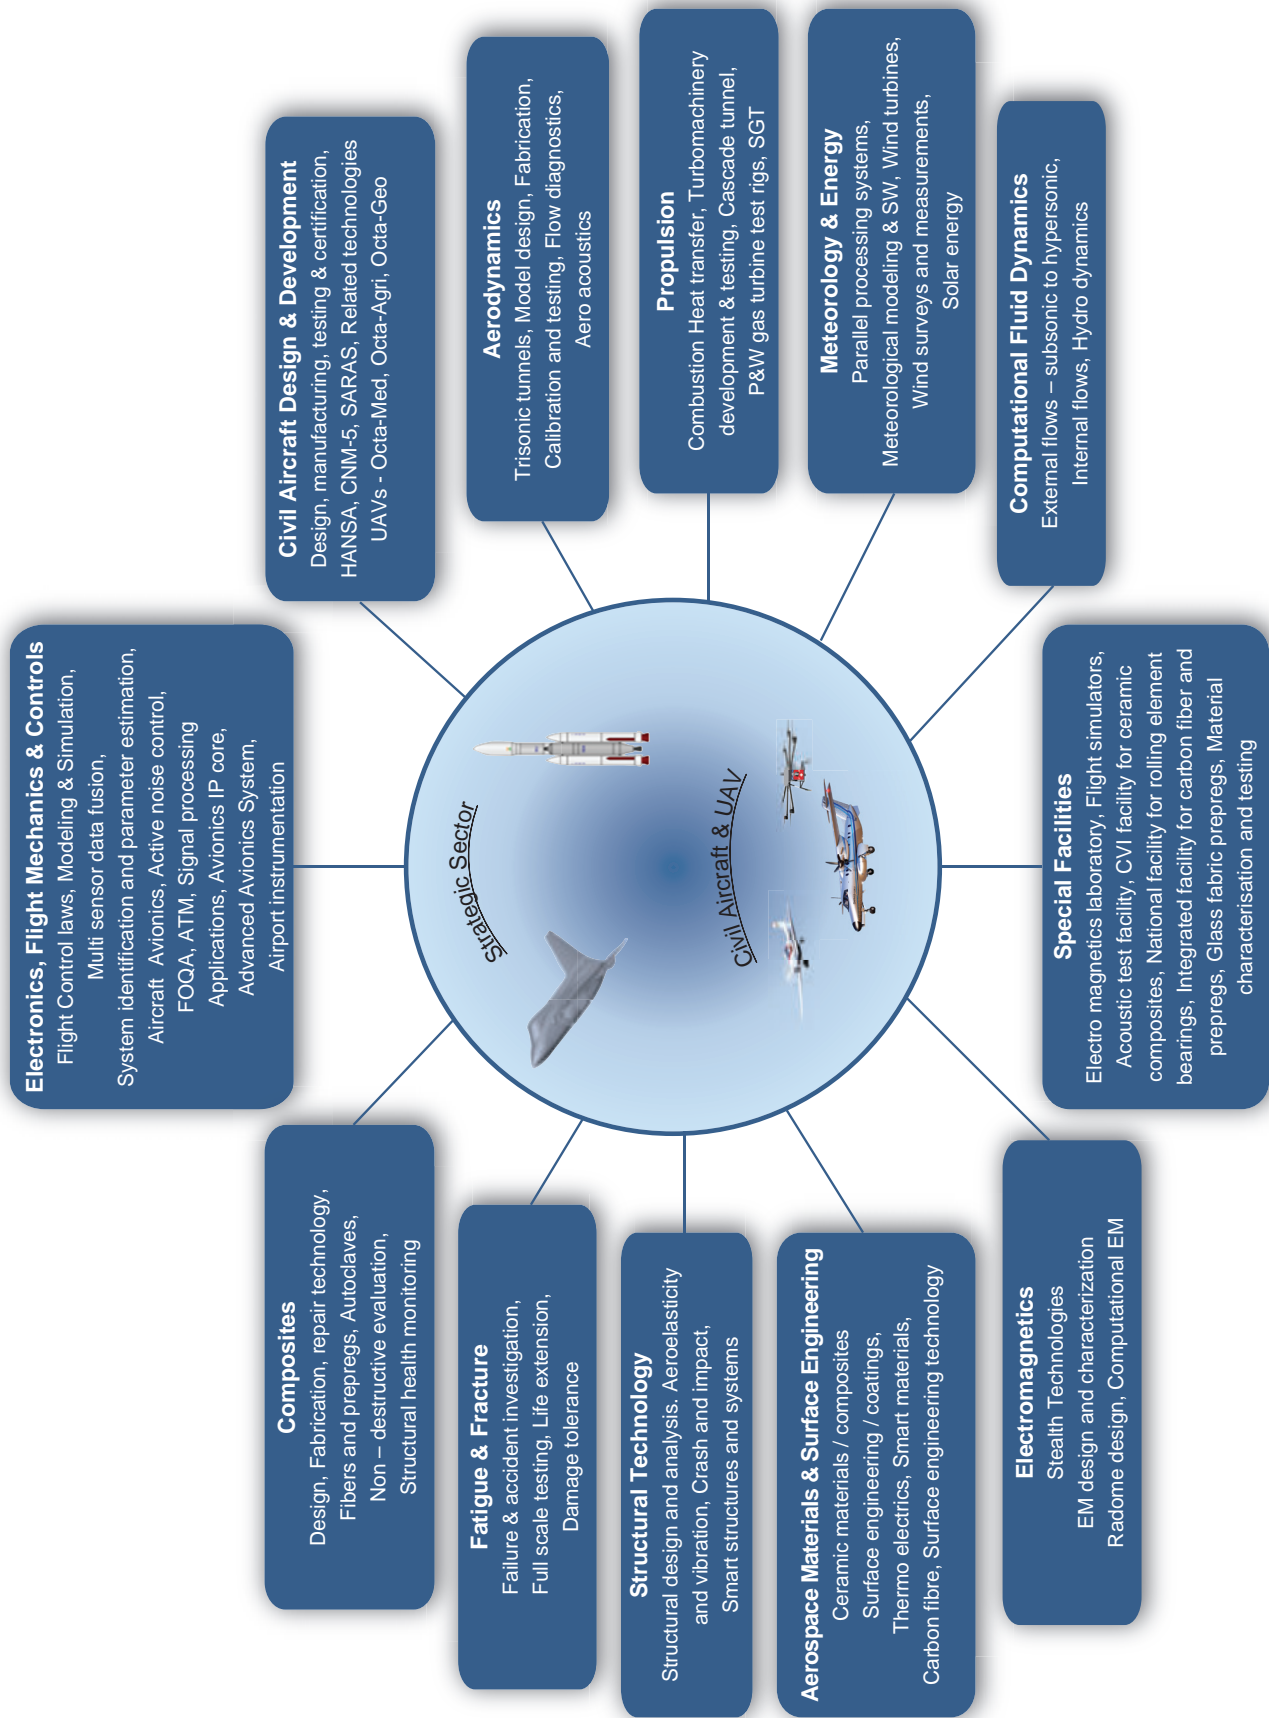 Electronics, Flight Mechanics & Controls
Flight Control laws, Modeling & Simulation,
Multi sensor data fusion,
System identification and parameter estimation,
Aircraft Avionics, Active noise control,
FOQA, ATM, Signal processing
Applications, Avionics IP core,
Advanced Avionics System,
Airport instrumentation
Civil Aircraft Design & Development
Design, manufacturing, testing & certification,
HANSA, CNM-5, SARAS, Related technologies
UAVs - Octa-Med, Octa-Agri, Octa-Geo
Aerodynamics
Trisonic tunnels, Model design, Fabrication,
Calibration and testing, Flow diagnostics,
Aero acoustics
Propulsion
Combustion Heat transfer, Turbomachinery
development & testing, Cascade tunnel,
P&W gas turbine test rigs, SGT
Meteorology & Energy
Parallel processing systems,
Meteorological modeling & SW, Wind turbines,
Wind surveys and measurements,
Solar energy
Computational Fluid Dynamics
External flows – subsonic to hypersonic,
Internal flows, Hydro dynamics
Special Facilities
Electro magnetics laboratory, Flight simulators,
Acoustic test facility, CVI facility for ceramic
composites, National facility for rolling element
bearings, Integrated facility for carbon fiber and
prepregs, Glass fabric prepregs, Material
characterisation and testing
Electromagnetics
Stealth Technologies
EM design and characterization
Radome design, Computational EM
Aerospace Materials & Surface Engineering
Ceramic materials / composites
Surface engineering / coatings,
Thermo electrics, Smart materials,
Carbon fibre, Surface engineering technology
Structural Technology
Structural design and analysis. Aeroelasticity
and vibration, Crash and impact,
Smart structures and systems
Fatigue & Fracture
Failure & accident investigation,
Full scale testing, Life extension,
Damage tolerance
Composites
Design, Fabrication, repair technology,
Fibers and prepregs, Autoclaves,
Non – destructive evaluation,
Structural health monitoring
Strategic Sector
Civil Aircraft & UAV